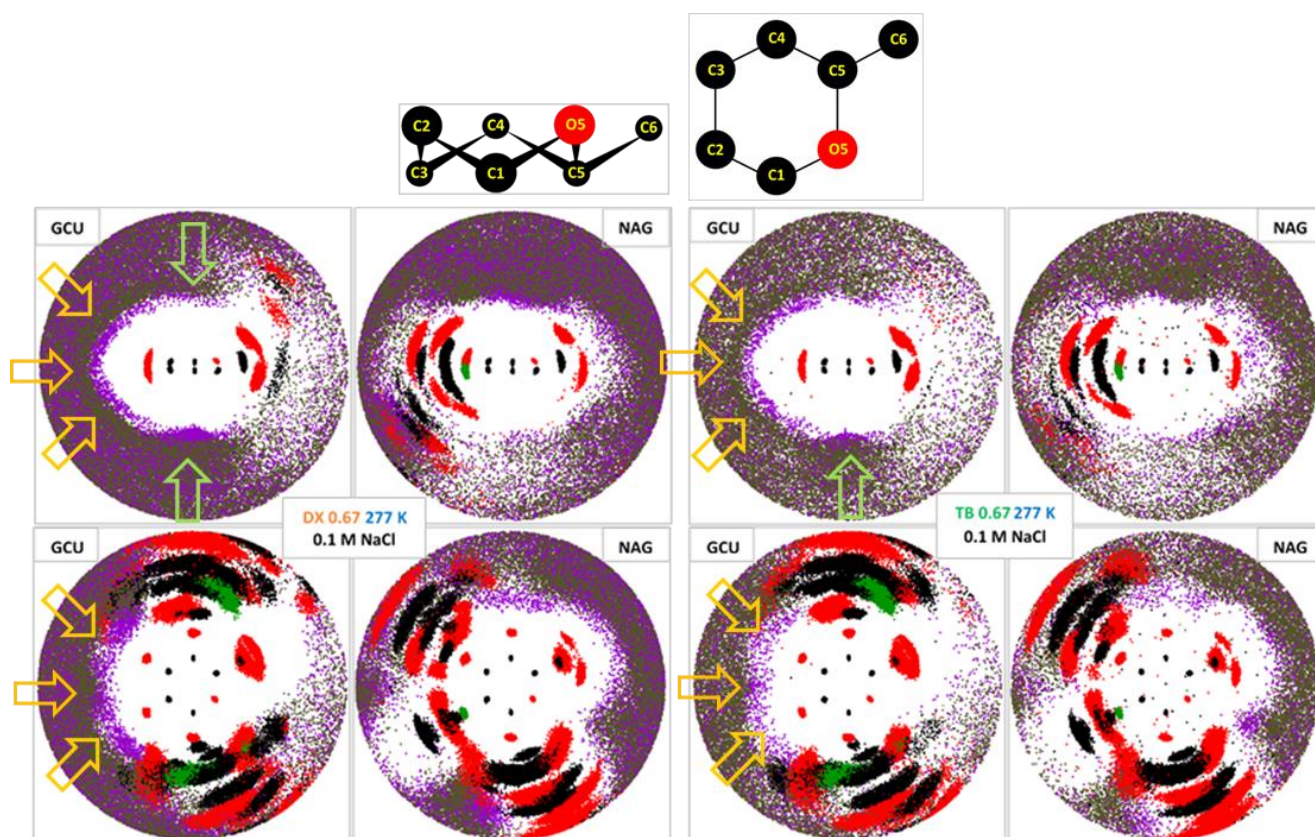 C4 C6
C3 C5
C2 O5
C1
C2 C4 O5 C6
C3 C1 C5
GCU NAG GCU NAG
DX 0.67 277 K
0.1 M NaCl
TB 0.67 277 K
0.1 M NaCl
GCU NAG GCU NAG